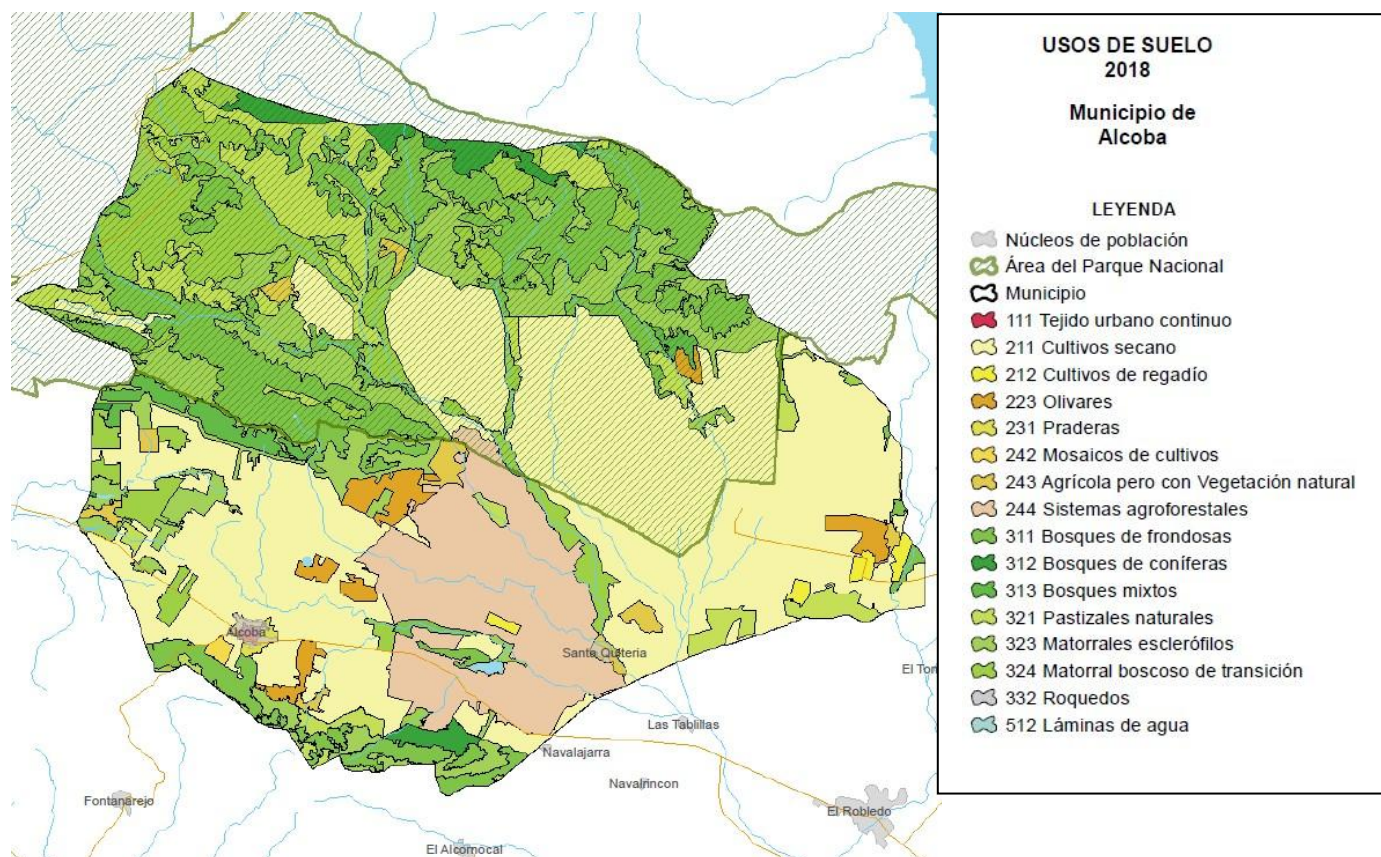 USOS DE SUELO
2018
Municipio de
Alcoba
LEYENDA
Núcleos de población
Área del Parque Nacional
Municipio
111 Tejido urbano continuo
211 Cultivos secano
212 Cultivos de regadío
223 Olivares
231 Praderas
242 Mosaicos de cultivos
243 Agrícola pero con Vegetación natural
244 Sistemas agroforestales
311 Bosques de frondosas
312 Bosques de coníferas
313 Bosques mixtos
321 Pastizales naturales
323 Matorrales esclerófilos
324 Matorral boscoso de transición
332 Roquedos
512 Láminas de agua
Alcoba
Santa Quiteria
El Torn
Las Tablillas
Navalajarra
Navalrincon
Fontanarejo
El Robledo
El Alcornocal